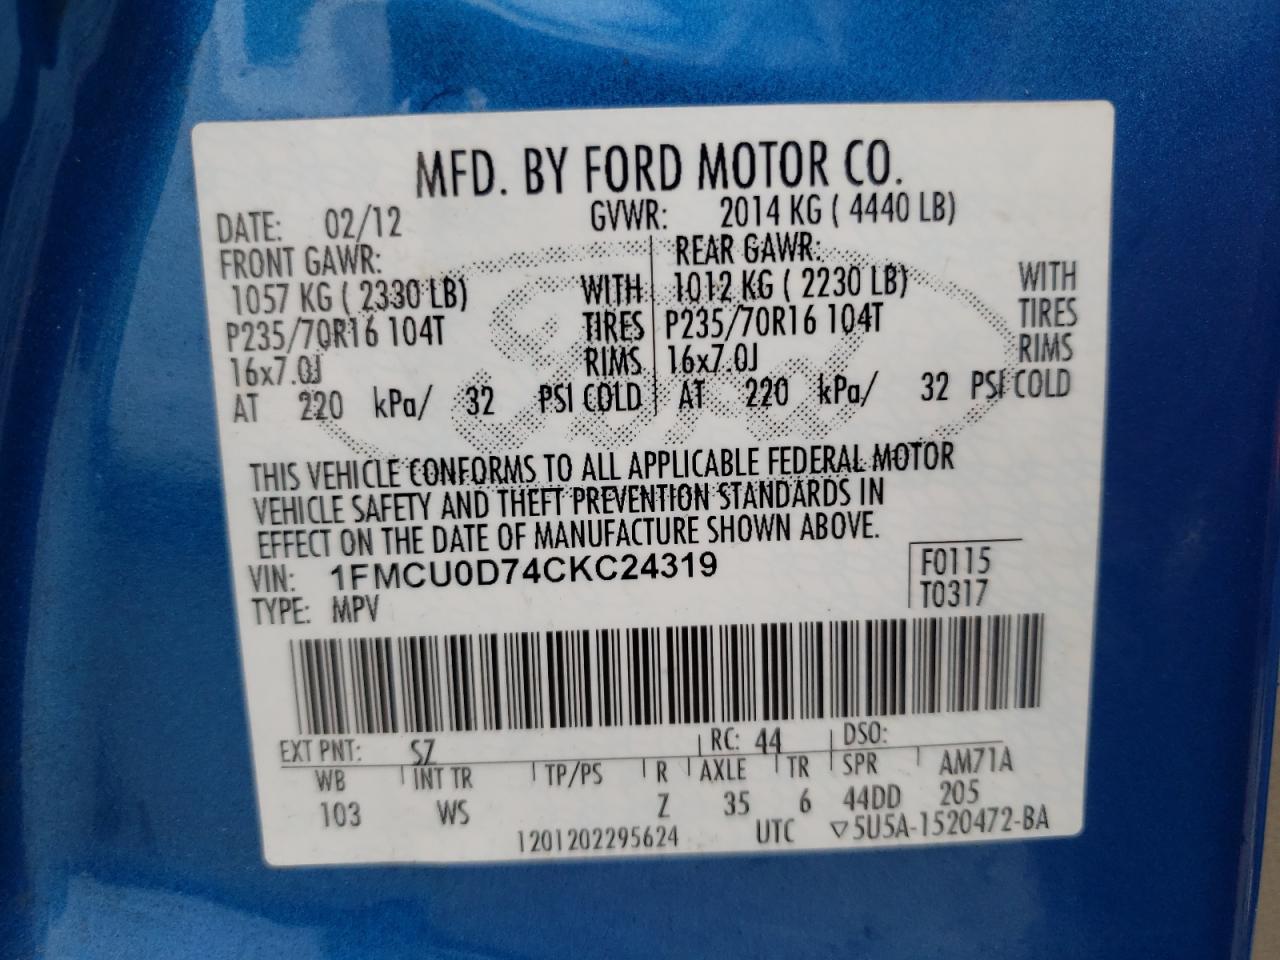 MFD. BY FORD MOTOR CO.
DATE: 02/12 GVWR: 2014 KG ( 4440 LB)
FRONT GAWR: REAR GAWR:
1057 KG ( 2330 LB) WITH 1012 KG ( 2230 LB) WITH
P235/70R16 104T TIRES P235/70R16 104T TIRES
16x7.0J RIMS 16x7.0J RIMS
AT 220 kPa/ 32 PSI COLD AT 220 kPa/ 32 PSI COLD
Ford
THIS VEHICLE CONFORMS TO ALL APPLICABLE FEDERAL MOTOR
VEHICLE SAFETY AND THEFT PREVENTION STANDARDS IN
EFFECT ON THE DATE OF MANUFACTURE SHOWN ABOVE.
VIN: 1FMCU0D74CKC24319 F0115
TYPE: MPV T0317
EXT PNT: SZ RC: 44 DSO:
WB INT TR TP/PS R AXLE TR SPR AM71A
103 WS Z 35 6 44DD 205
1201202295624 UTC ▽5U5A-1520472-BA